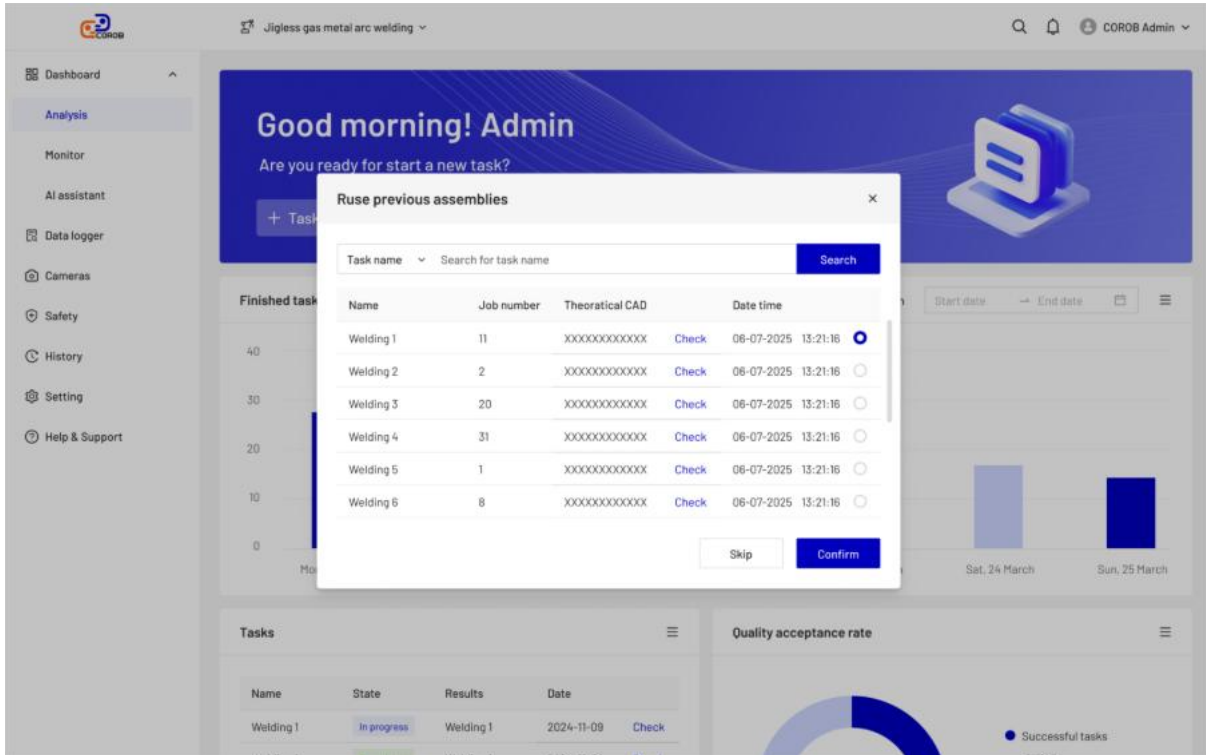 COROB
Jigless gas metal arc welding
COROB Admin
Dashboard
Analysis
Monitor
AI assistant
Data logger
Cameras
Safety
History
Setting
Help & Support
Good morning! Admin
Are you ready for start a new task?
+ Task
Ruse previous assemblies
×
Task name Search for task name Search
Name Job number Theoratical CAD Date time
Welding 1 11 XXXXXXXXXXXX Check 06-07-2025 13:21:16
Welding 2 2 XXXXXXXXXXXX Check 06-07-2025 13:21:16
Welding 3 20 XXXXXXXXXXXX Check 06-07-2025 13:21:16
Welding 4 31 XXXXXXXXXXXX Check 06-07-2025 13:21:16
Welding 5 1 XXXXXXXXXXXX Check 06-07-2025 13:21:16
Welding 6 8 XXXXXXXXXXXX Check 06-07-2025 13:21:16
Skip Confirm
Finished task
Start date → End date
40
30
20
10
0
Sat, 24 March Sun, 25 March
Tasks
Name State Results Date
Welding 1 In progress Welding 1 2024-11-09 Check
Quality acceptance rate
Successful tasks